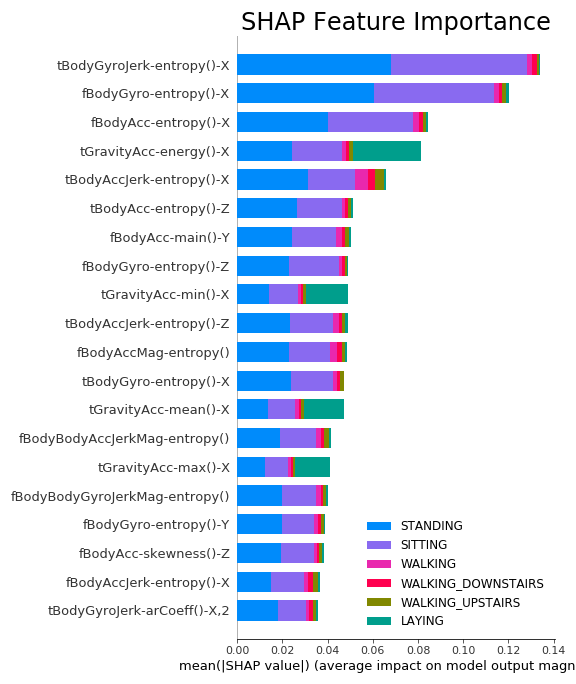 SHAP Feature Importance
tBodyGyroJerk-entropy()-X
fBodyGyro-entropy()-X
fBodyAcc-entropy()-X
tGravityAcc-energy()-X
tBodyAccJerk-entropy()-X
tBodyAcc-entropy()-Z
fBodyAcc-main()-Y
fBodyGyro-entropy()-Z
tGravityAcc-min()-X
tBodyAccJerk-entropy()-Z
fBodyAccMag-entropy()
tBodyGyro-entropy()-X
tGravityAcc-mean()-X
fBodyBodyAccJerkMag-entropy()
tGravityAcc-max()-X
fBodyBodyGyroJerkMag-entropy()
fBodyGyro-entropy()-Y
fBodyAcc-skewness()-Z
fBodyAccJerk-entropy()-X
tBodyGyroJerk-arCoeff()-X,2
STANDING
SITTING
WALKING
WALKING_DOWNSTAIRS
WALKING_UPSTAIRS
LAYING
0.00 0.02 0.04 0.06 0.08 0.10 0.12 0.14
mean(|SHAP value|) (average impact on model output magn